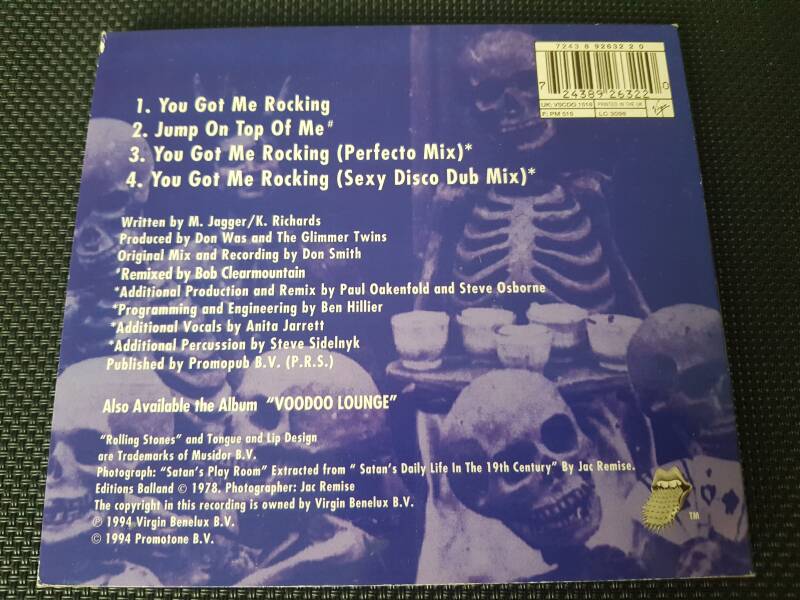 7243 8 92632 2 0
7 24389 26322 0
UK: VSCDG 1518 PRINTED IN THE UK
F: PM 515 LC 3098
Virgin
1. You Got Me Rocking
2. Jump On Top Of Me#
3. You Got Me Rocking (Perfecto Mix)*
4. You Got Me Rocking (Sexy Disco Dub Mix)*
Written by M. Jagger/K. Richards
Produced by Don Was and The Glimmer Twins
Original Mix and Recording by Don Smith
#Remixed by Bob Clearmountain
*Additional Production and Remix by Paul Oakenfold and Steve Osborne
*Programming and Engineering by Ben Hillier
*Additional Vocals by Anita Jarrett
*Additional Percussion by Steve Sidelnyk
Published by Promopub B.V. (P.R.S.)
Also Available the Album "VOODOO LOUNGE"
"Rolling Stones" and Tongue and Lip Design
are Trademarks of Musidor B.V.
Photograph: "Satan's Play Room" Extracted from " Satan's Daily Life In The 19th Century" By Jac Remise.
Editions Balland © 1978. Photographer: Jac Remise
The copyright in this recording is owned by Virgin Benelux B.V.
℗ 1994 Virgin Benelux B.V.
© 1994 Promotone B.V.
TM